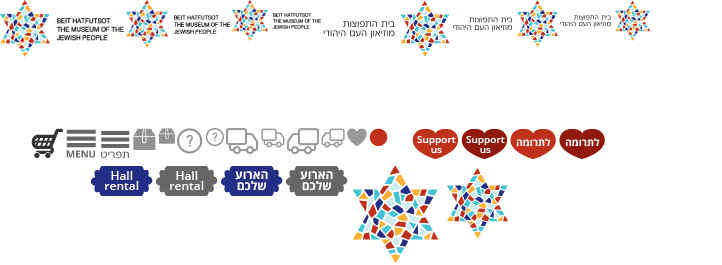 BEIT HATFUTSOT
THE MUSEUM OF THE
JEWISH PEOPLE
BEIT HATFUTSOT
THE MUSEUM OF THE
JEWISH PEOPLE
BEIT HATFUTSOT
THE MUSEUM OF THE
JEWISH PEOPLE
בית התפוצות
מוזיאון העם היהודי
בית התפוצות
מוזיאון העם היהודי
בית התפוצות
מוזיאון העם היהודי
MENU
תפריט
?
?
Support
us
Support
us
לתרומה
לתרומה
Hall
rental
Hall
rental
הארוע
שלכם
הארוע
שלכם